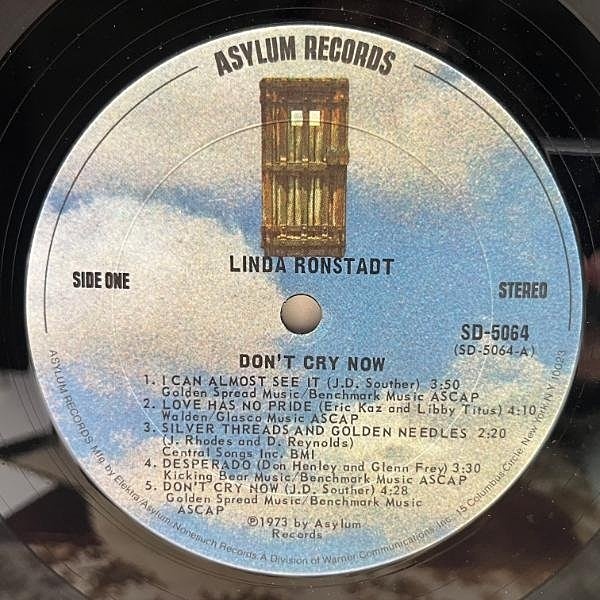 ASYLUM RECORDS
LINDA RONSTADT
SIDE ONE
STEREO
SD-5064
(SD-5064-A)
DON'T CRY NOW
1. I CAN ALMOST SEE IT (J.D. Souther) 3:50
Golden Spread Music/Benchmark Music ASCAP
2. LOVE HAS NO PRIDE (Eric Kaz and Libby Titus) 4:10
Walden/Glasco Music ASCAP
3. SILVER THREADS AND GOLDEN NEEDLES 2:20
(J. Rhodes and D. Reynolds)
Central Songs Inc. BMI
4. DESPERADO (Don Henley and Glenn Frey) 3:30
Kicking Bear Music/Benchmark Music ASCAP
5. DON'T CRY NOW (J.D. Souther) 4:28
Golden Spread Music/Benchmark Music
ASCAP
℗1973 by Asylum
Records
ASYLUM RECORDS Mfg. by Elektra/Asylum/Nonesuch Records A Division of Warner Communications, Inc. 15 Columbus Circle, New York N.Y. 10023